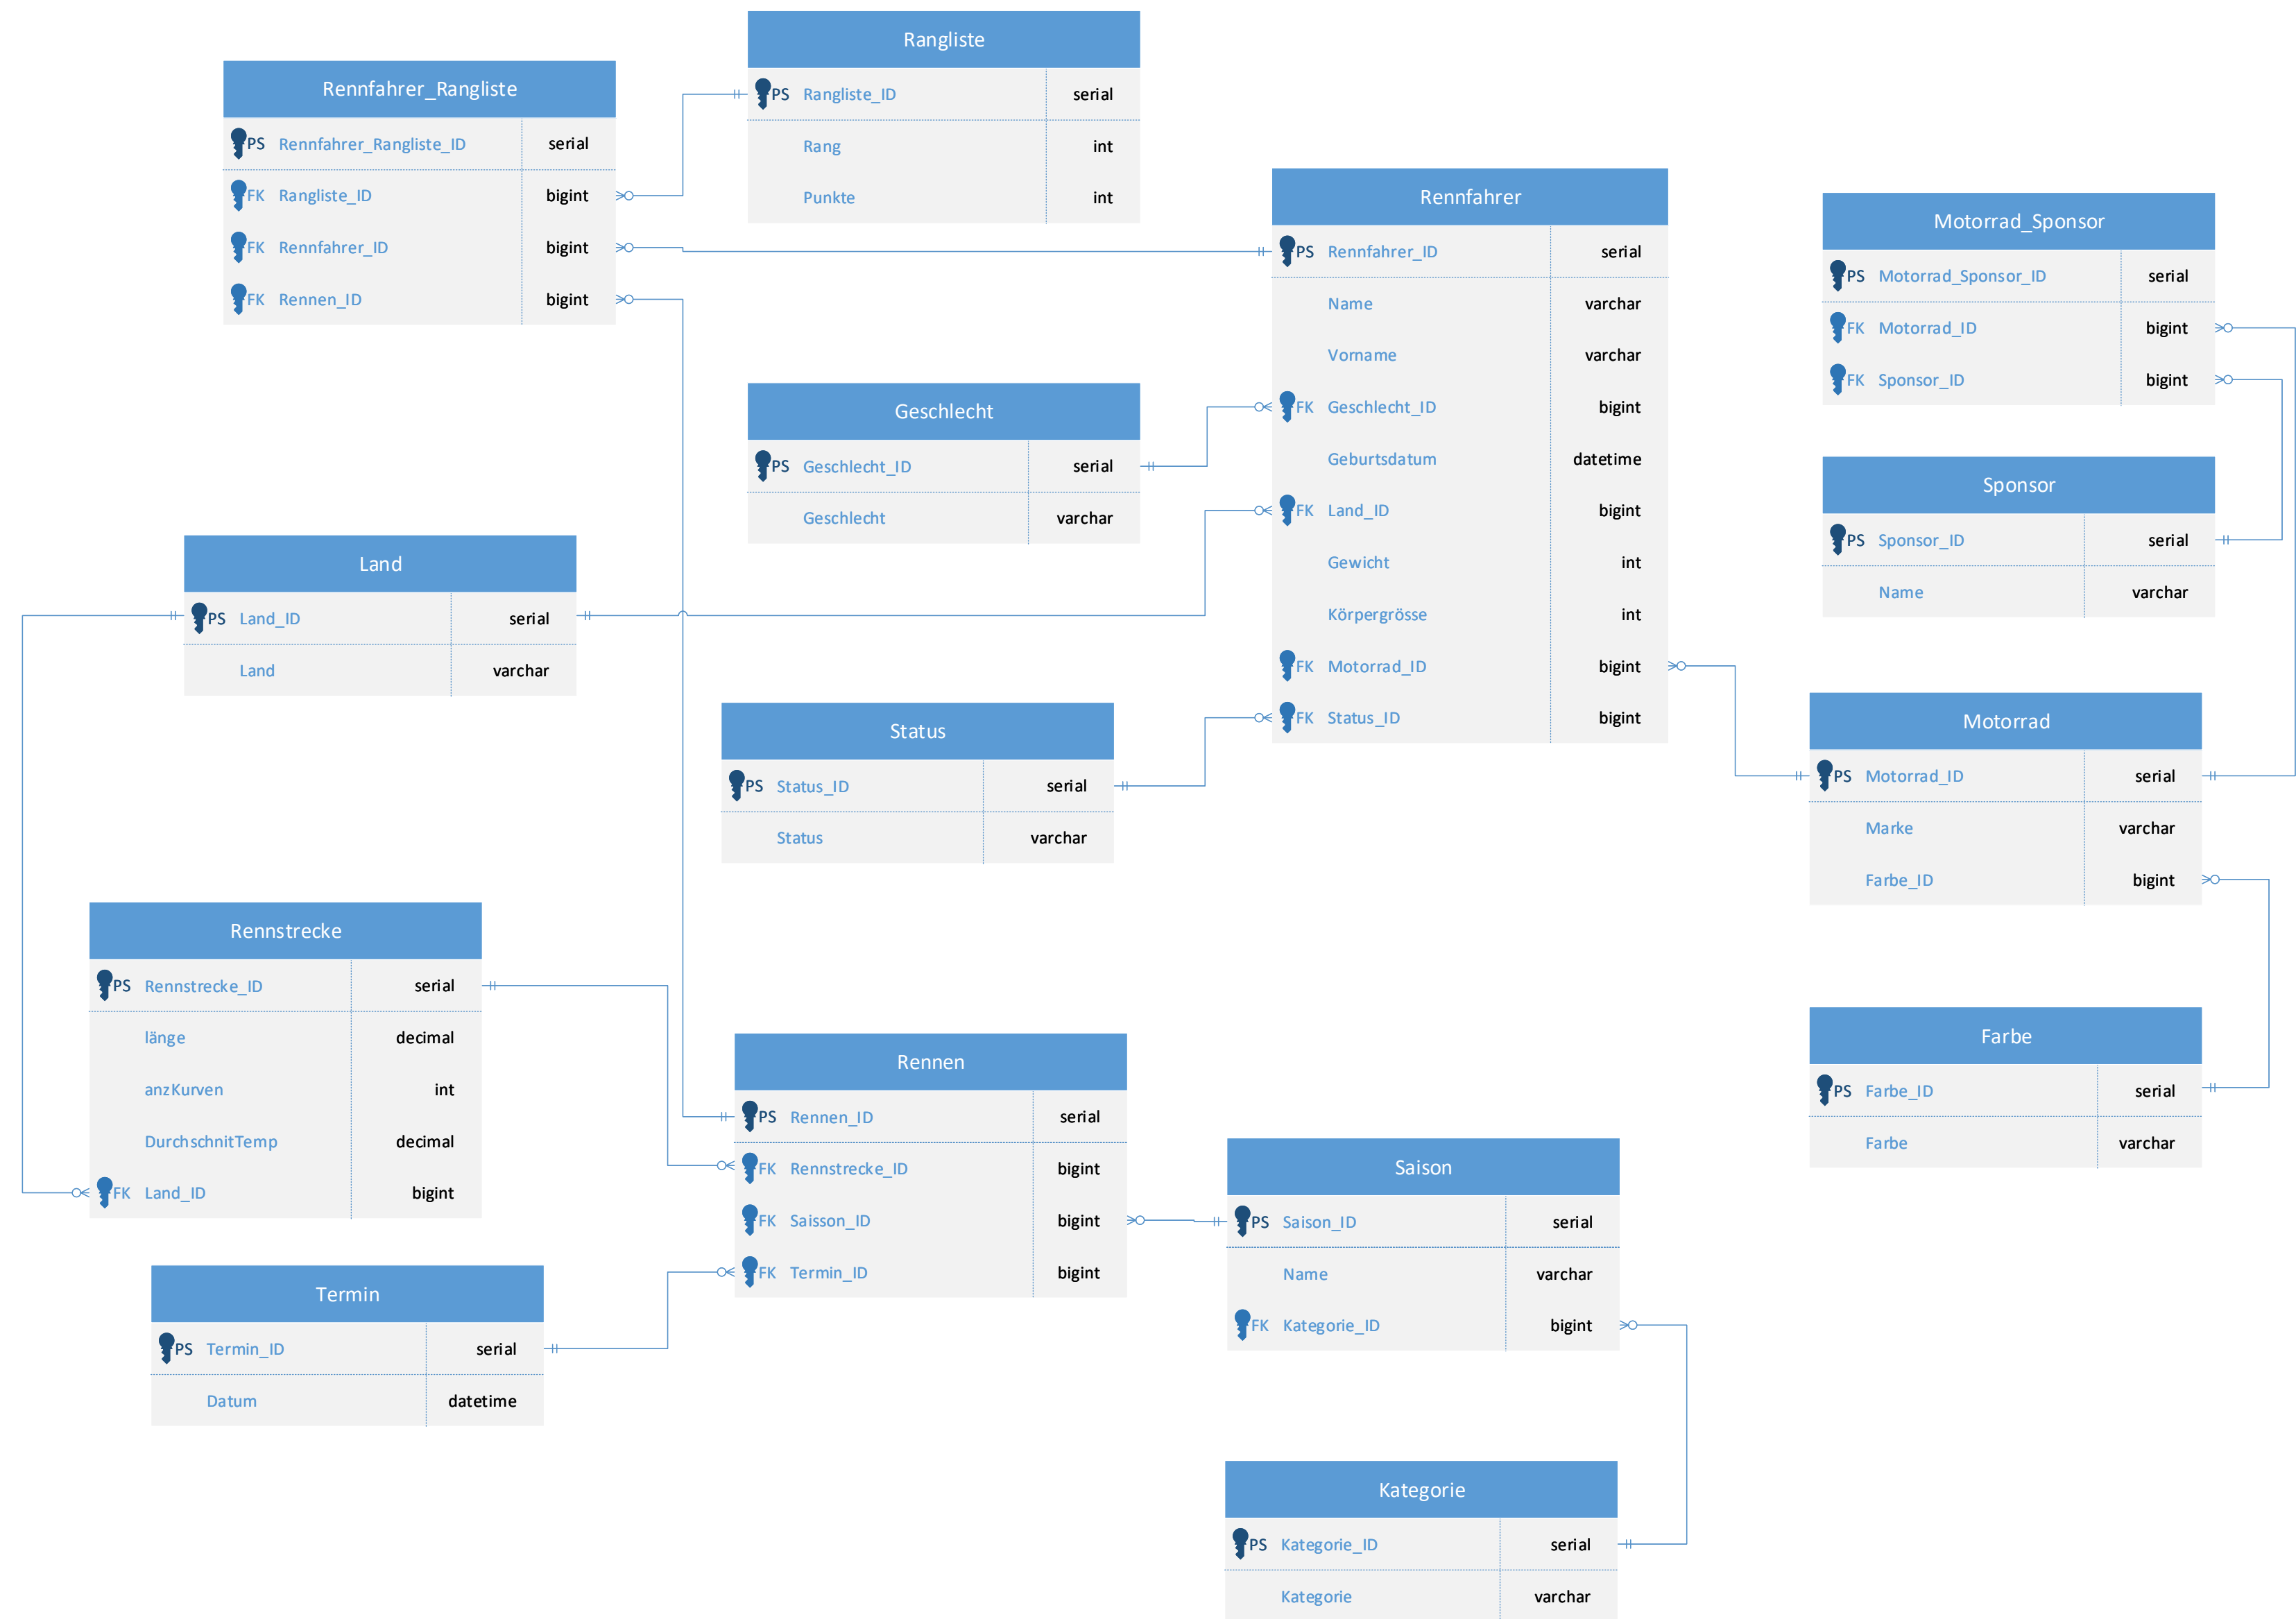 Rangliste
PS Rangliste_ID serial
Rang int
Punkte int
Rennfahrer_Rangliste
PS Rennfahrer_Rangliste_ID serial
FK Rangliste_ID bigint
FK Rennfahrer_ID bigint
FK Rennen_ID bigint
Rennfahrer
PS Rennfahrer_ID serial
Name varchar
Vorname varchar
FK Geschlecht_ID bigint
Geburtsdatum datetime
FK Land_ID bigint
Gewicht int
Körpergrösse int
FK Motorrad_ID bigint
FK Status_ID bigint
Motorrad_Sponsor
PS Motorrad_Sponsor_ID serial
FK Motorrad_ID bigint
FK Sponsor_ID bigint
Geschlecht
PS Geschlecht_ID serial
Geschlecht varchar
Sponsor
PS Sponsor_ID serial
Name varchar
Land
PS Land_ID serial
Land varchar
Status
PS Status_ID serial
Status varchar
Motorrad
PS Motorrad_ID serial
Marke varchar
Farbe_ID bigint
Rennstrecke
PS Rennstrecke_ID serial
länge decimal
anzKurven int
DurchschnitTemp decimal
FK Land_ID bigint
Rennen
PS Rennen_ID serial
FK Rennstrecke_ID bigint
FK Saisson_ID bigint
FK Termin_ID bigint
Farbe
PS Farbe_ID serial
Farbe varchar
Saison
PS Saison_ID serial
Name varchar
FK Kategorie_ID bigint
Termin
PS Termin_ID serial
Datum datetime
Kategorie
PS Kategorie_ID serial
Kategorie varchar